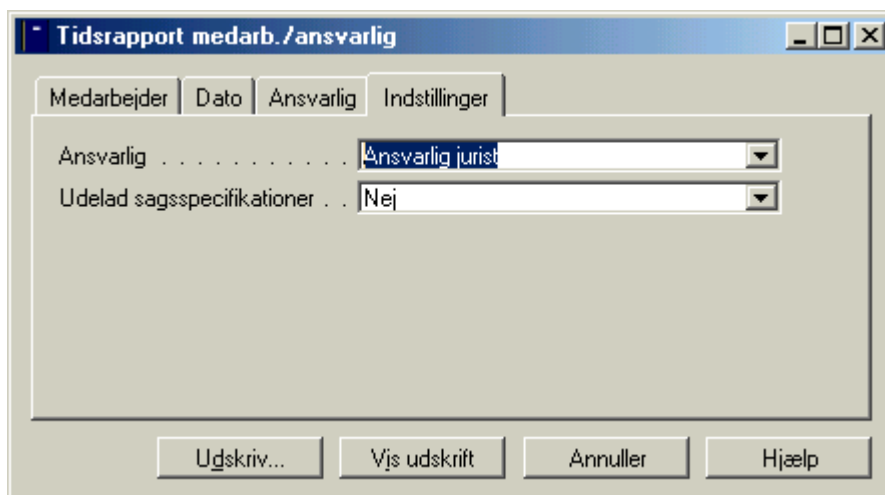 Tidsrapport medarb./ansvarlig
Medarbejder Dato Ansvarlig Indstillinger
Ansvarlig . . . . . . . . . . . Ansvarlig jurist
Udelad sagsspecifikationer . . Nej
Udskriv... Vis udskrift Annuller Hjælp